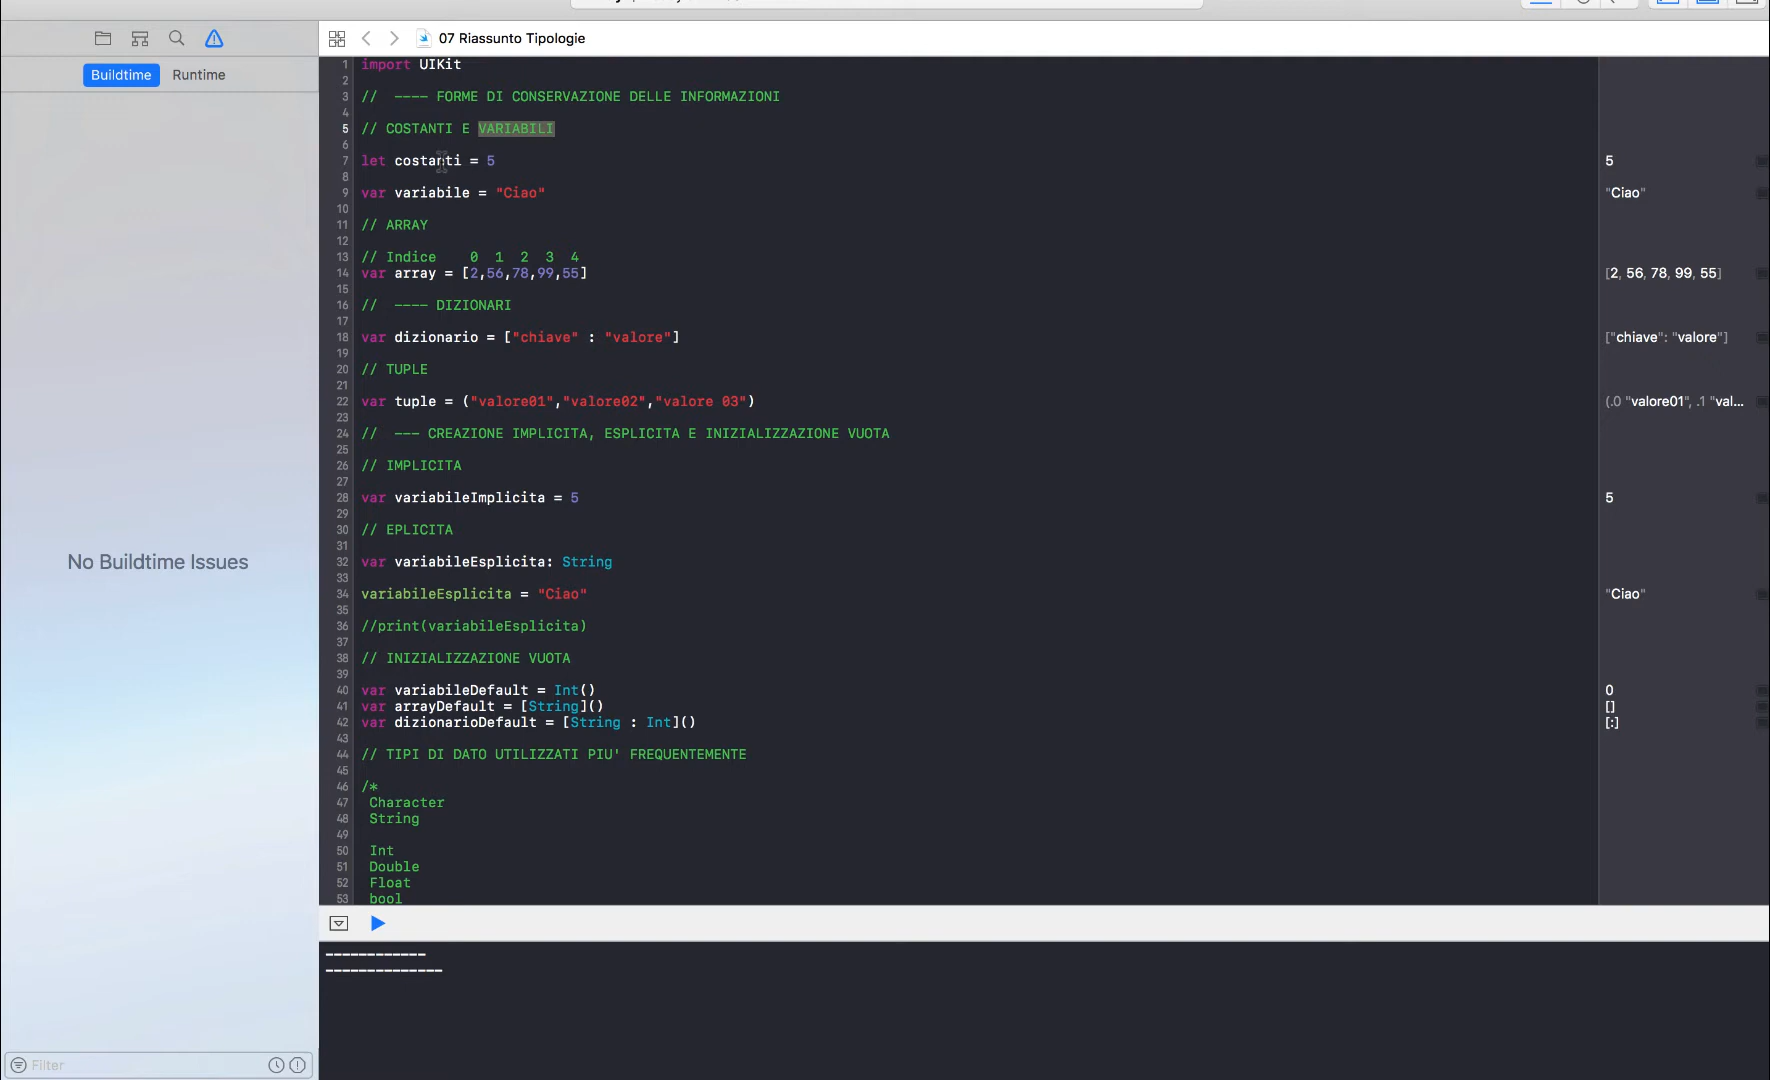 07 Riassunto Tipologie
Buildtime Runtime
1 import UIKit
2
3 // ---- FORME DI CONSERVAZIONE DELLE INFORMAZIONI
4
5 // COSTANTI E VARIABILI
6
7 let costanti = 5 5
8
9 var variabile = "Ciao" "Ciao"
10
11 // ARRAY
12
13 // Indice 0 1 2 3 4
14 var array = [2,56,78,99,55] [2, 56, 78, 99, 55]
15
16 // ---- DIZIONARI
17
18 var dizionario = ["chiave" : "valore"] ["chiave": "valore"]
19
20 // TUPLE
21
22 var tuple = ("valore01","valore02","valore 03") (.0 "valore01", .1 "val...
23
24 // --- CREAZIONE IMPLICITA, ESPLICITA E INIZIALIZZAZIONE VUOTA
25
26 // IMPLICITA
27
28 var variabileImplicita = 5 5
29
30 // EPLICITA
31
32 var variabileEsplicita: String
33
34 variabileEsplicita = "Ciao" "Ciao"
35
36 //print(variabileEsplicita)
37
38 // INIZIALIZZAZIONE VUOTA
39
40 var variabileDefault = Int() 0
41 var arrayDefault = [String]() []
42 var dizionarioDefault = [String : Int]() [:]
43
44 // TIPI DI DATO UTILIZZATI PIU' FREQUENTEMENTE
45
46 /*
47 Character
48 String
49
50 Int
51 Double
52 Float
53 bool
No Buildtime Issues
------------
--------------
Filter